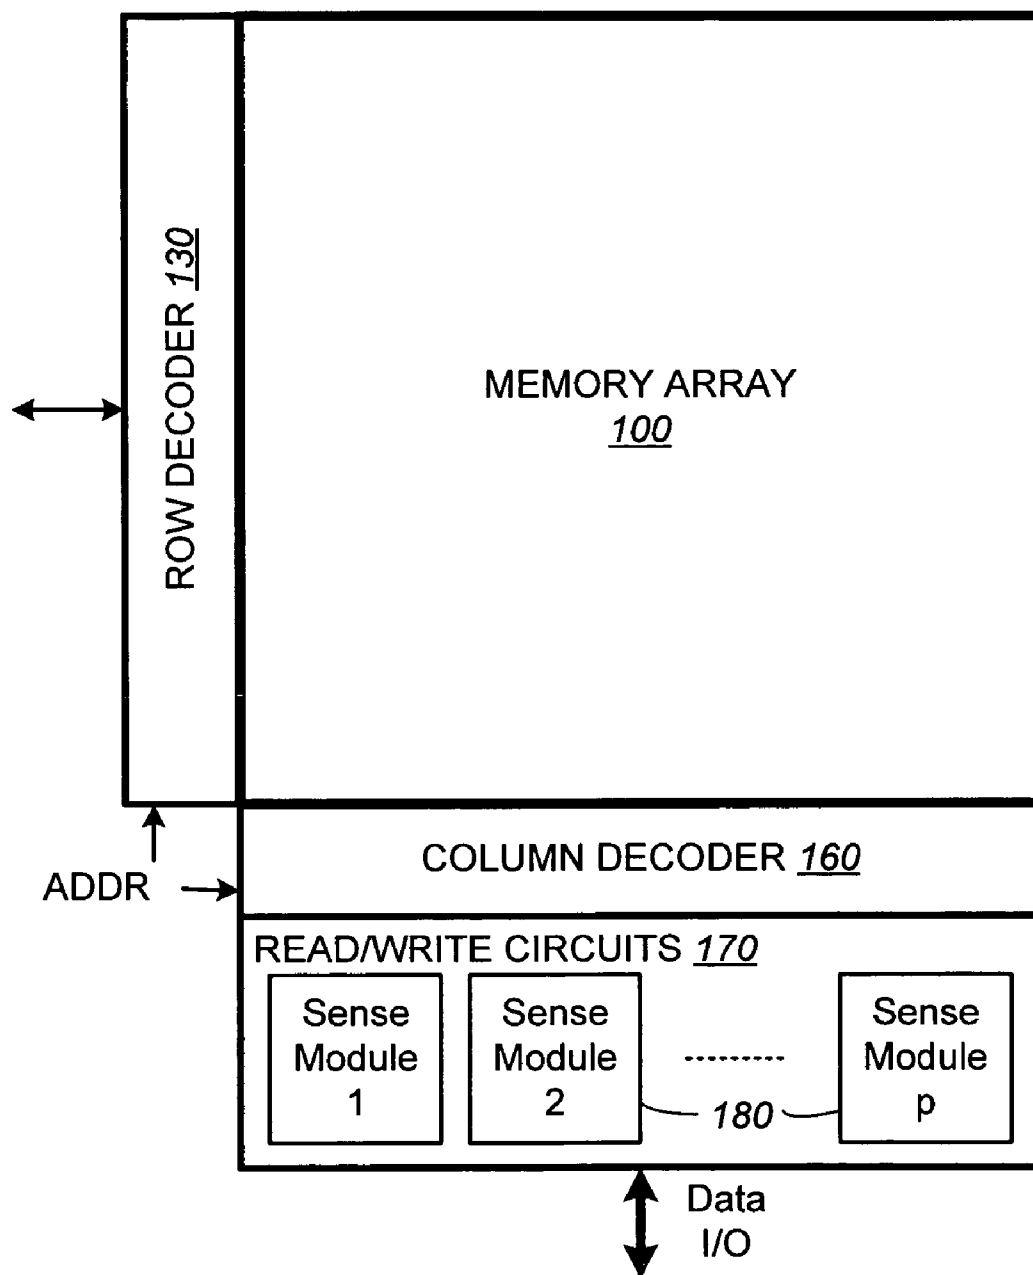 ROW DECODER 130
MEMORY ARRAY
100
COLUMN DECODER 160
ADDR
READ/WRITE CIRCUITS 170
Sense
Module
1
Sense
Module
2
Sense
Module
p
180
Data
I/O